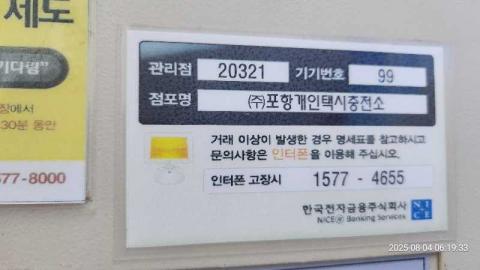 세도
기다림"
장에서
30분 동안
577-8000
관리점 20321 기기번호 99
점포명 ㈜포항개인택시충전소
거래 이상이 발생한 경우 명세표를 참고하시고
문의사항은 인터폰을 이용해 주십시오.
인터폰 고장시 1577 - 4655
한국전자금융주식회사
NICE@ Banking Services
NICE
2025-08-04 06:19:33